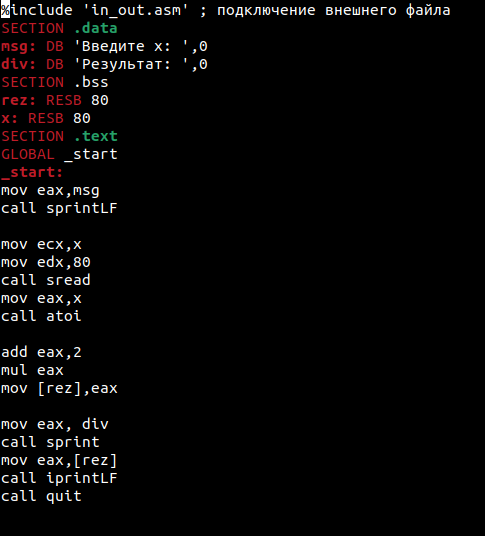 %include 'in_out.asm' ; подключение внешнего файла
SECTION .data
msg: DB 'Введите x: ',0
div: DB 'Результат: ',0
SECTION .bss
rez: RESB 80
x: RESB 80
SECTION .text
GLOBAL _start
_start:
mov eax,msg
call sprintLF
mov ecx,x
mov edx,80
call sread
mov eax,x
call atoi
add eax,2
mul eax
mov [rez],eax
mov eax, div
call sprint
mov eax,[rez]
call iprintLF
call quit